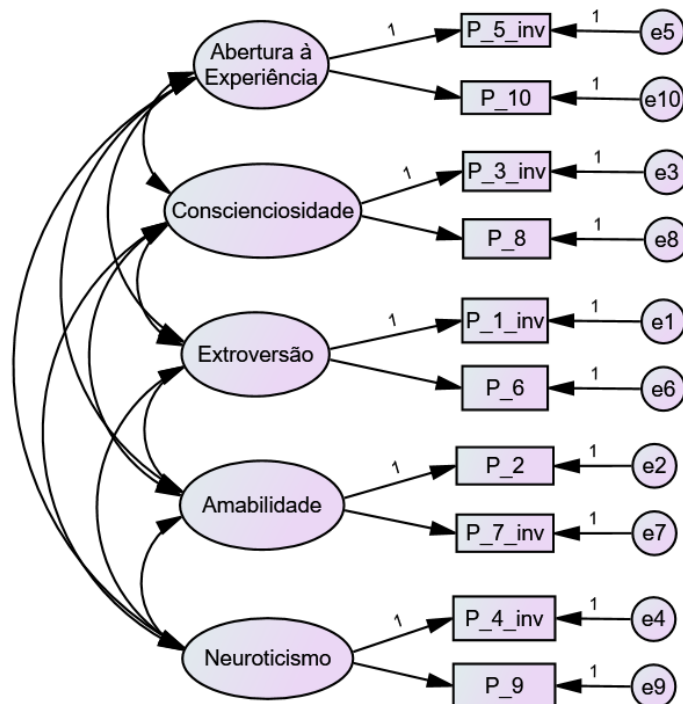 Abertura à
Experiência
1
P_5_inv
1
e5
P_10
1
e10
Conscienciosidade
1
P_3_inv
1
e3
P_8
1
e8
Extroversão
1
P_1_inv
1
e1
P_6
1
e6
Amabilidade
1
P_2
1
e2
P_7_inv
1
e7
Neuroticismo
1
P_4_inv
1
e4
P_9
1
e9